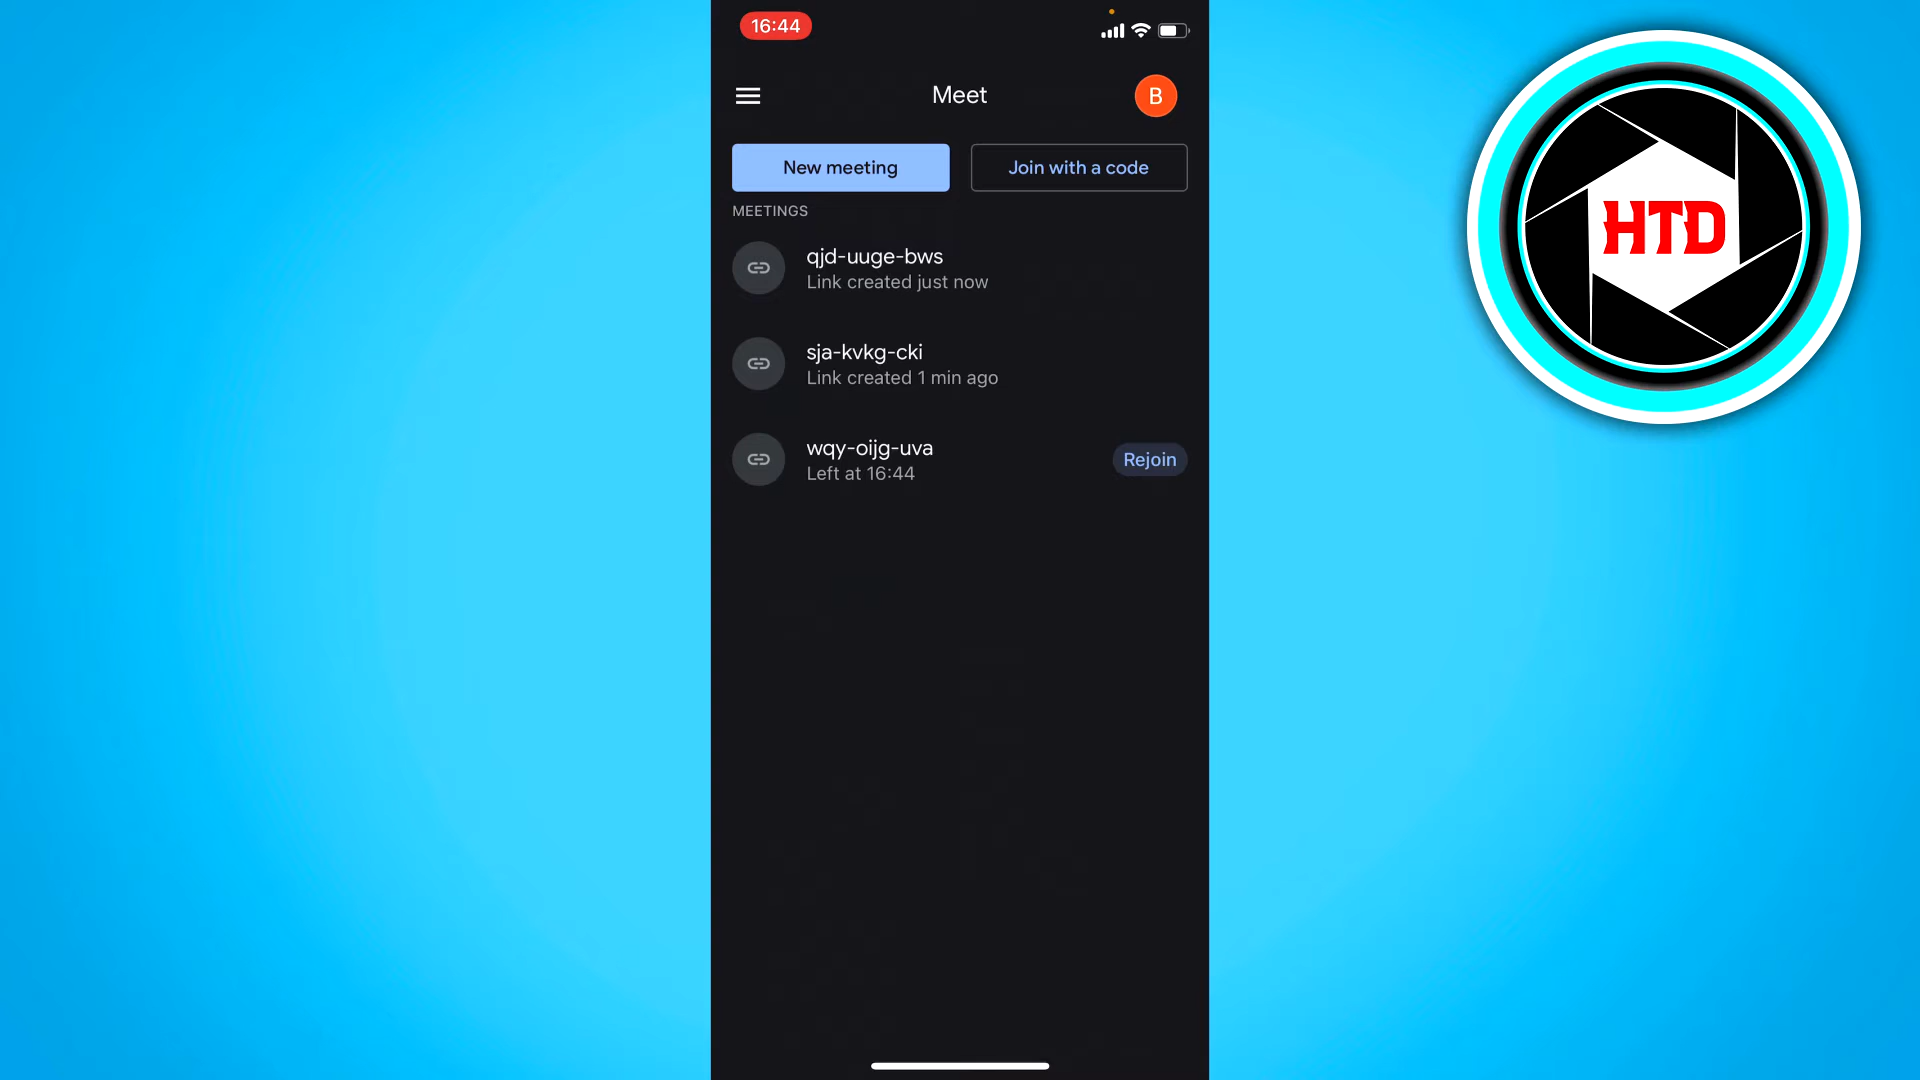 16:44
Meet
B
New meeting
Join with a code
MEETINGS
qjd-uuge-bws
Link created just now
sja-kvkg-cki
Link created 1 min ago
wqy-oijg-uva
Left at 16:44
Rejoin
HTD